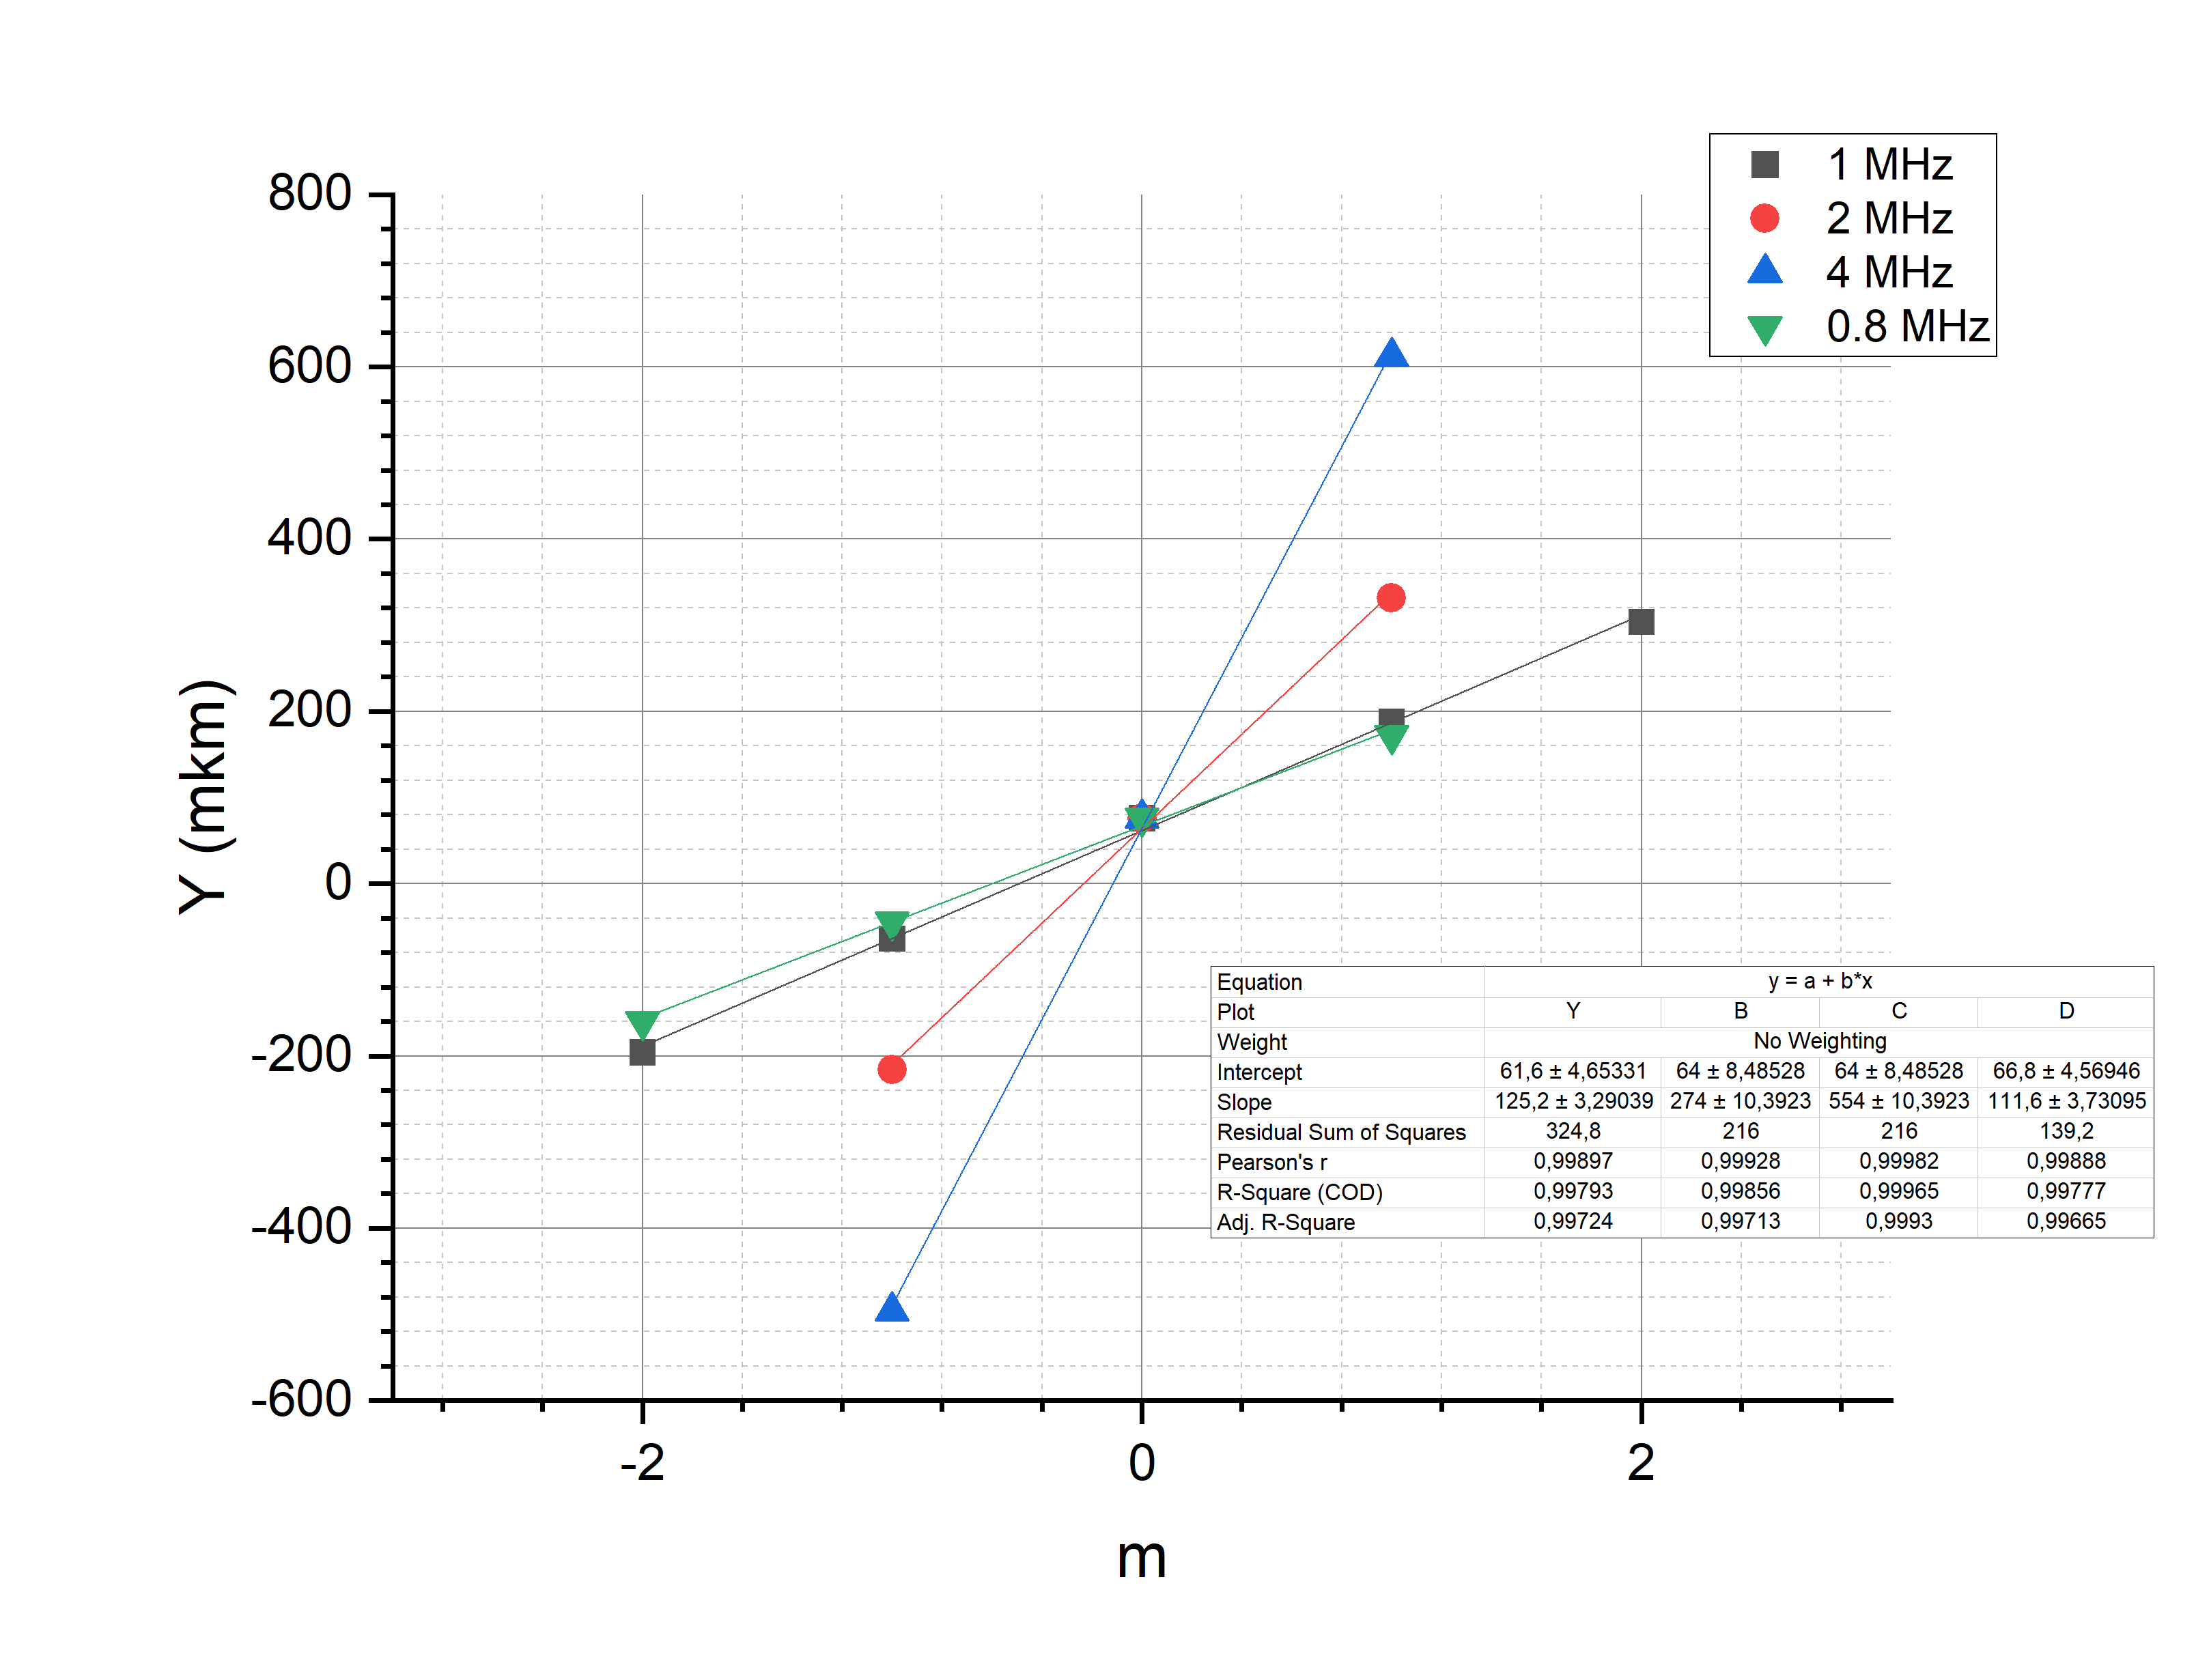 1 MHz
2 MHz
4 MHz
0.8 MHz
800
600
400
200
0
-200
-400
-600
Y (mkm)
-2
0
2
m
Equation y = a + b*x
Plot Y B C D
Weight No Weighting
Intercept 61,6 ± 4,65331 64 ± 8,48528 64 ± 8,48528 66,8 ± 4,56946
Slope 125,2 ± 3,29039 274 ± 10,3923 554 ± 10,3923 111,6 ± 3,73095
Residual Sum of Squares 324,8 216 216 139,2
Pearson's r 0,99897 0,99928 0,99982 0,99888
R-Square (COD) 0,99793 0,99856 0,99965 0,99777
Adj. R-Square 0,99724 0,99713 0,9993 0,99665